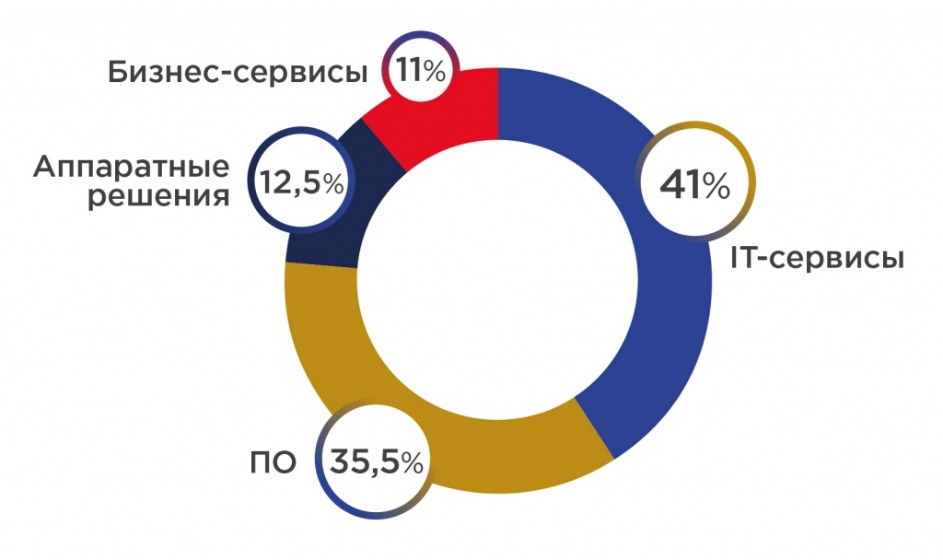 Бизнес-сервисы
11%
Аппаратные
решения
12,5%
41%
IT-сервисы
ПО
35,5%